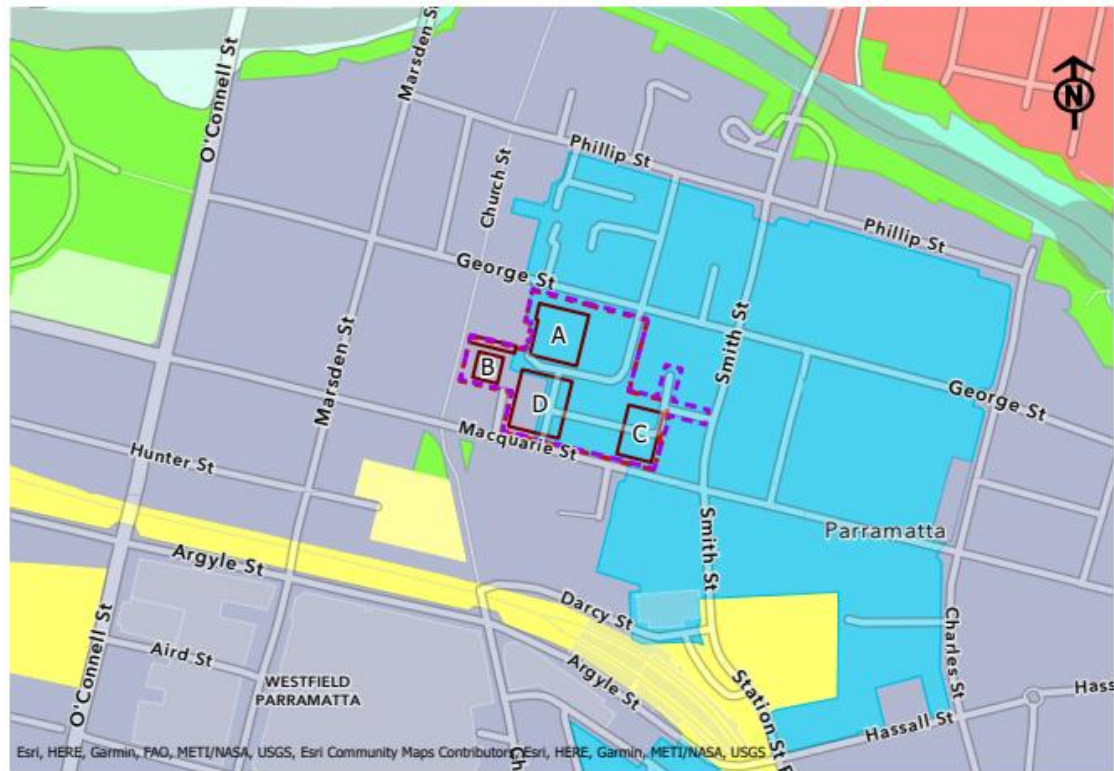 O'Connell St
Marsden St
N
Church St
Phillip St
Phillip St
George St
A
Smith St
B
D
C
George St
Marsden St
Macquarie St
Hunter St
Smith St
Parramatta
Argyle St
Darcy St
O'Connell St
Aird St
WESTFIELD
PARRAMATTA
Argyle St
Station St
Charles St
Hass
Hassall St
Ch
Esri, HERE, Garmin, FAO, METI/NASA, USGS, Esri Community Maps Contributors, Esri, HERE, Garmin, METI/NASA, USGS